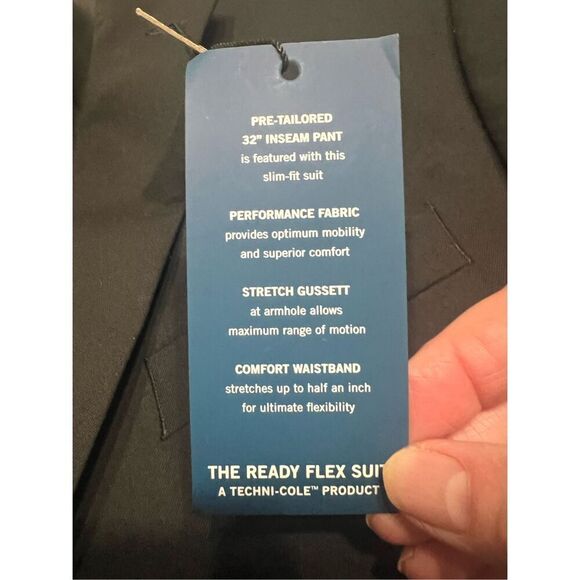 PRE-TAILORED
32" INSEAM PANT
is featured with this
slim-fit suit
PERFORMANCE FABRIC
provides optimum mobility
and superior comfort
STRETCH GUSSETT
at armhole allows
maximum range of motion
COMFORT WAISTBAND
stretches up to half an inch
for ultimate flexibility
THE READY FLEX SUIT
A TECHNI-COLE™ PRODUCT